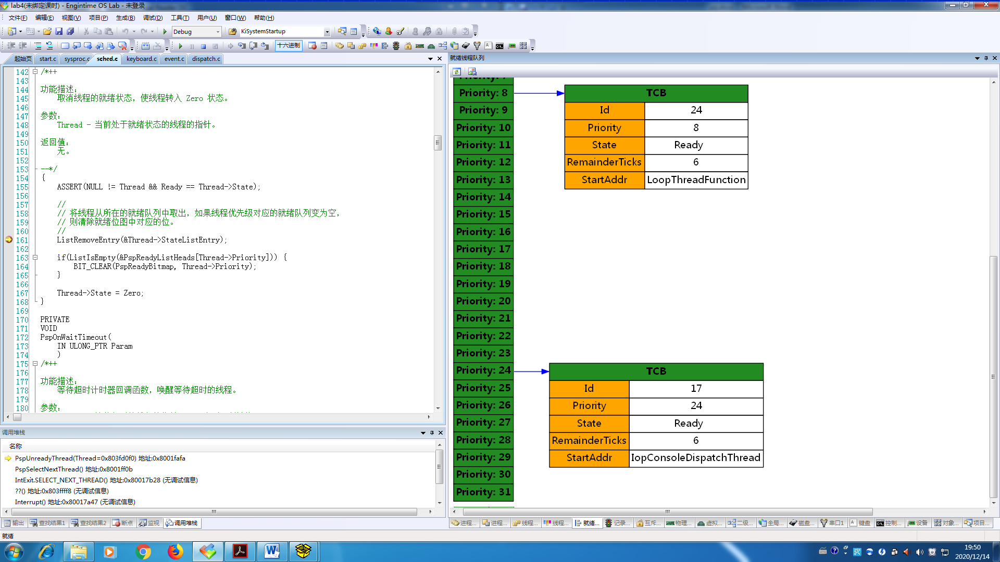 lab4(未绑定课时) - Engintime OS Lab - 未登录
文件(F) 编辑(E) 视图(V) 项目(P) 生成(B) 调试(D) 工具(T) 用户(U) 窗口(W) 帮助(H)
Debug KiSystemStartup
十六进制
起始页 start.c sysproc.c sched.c keyboard.c event.c dispatch.c
142 /*++
143
144 功能描述:
145 取消线程的就绪状态，使线程转入 Zero 状态。
146
147 参数:
148 Thread - 当前处于就绪状态的线程的指针。
149
150 返回值:
151 无。
152
153 --*/
154 {
155 ASSERT(NULL != Thread && Ready == Thread->State);
156
157 //
158 // 将线程从所在的就绪队列中取出，如果线程优先级对应的就绪队列变为空，
159 // 则清除就绪位图中对应的位。
160 //
161 ListRemoveEntry(&Thread->StateListEntry);
162
163 if(ListIsEmpty(&PspReadyListHeads[Thread->Priority])) {
164 BIT_CLEAR(PspReadyBitmap, Thread->Priority);
165 }
166
167 Thread->State = Zero;
168 }
169
170 PRIVATE
171 VOID
172 PspOnWaitTimeout(
173 IN ULONG_PTR Param
174 )
175 /*++
176
177 功能描述:
178 等待超时计时器回调函数，唤醒等待超时的线程。
179
180 参数:
调用堆栈
名称
PspUnreadyThread(Thread=0x803fd0f0) 地址:0x8001fafa
PspSelectNextThread() 地址:0x8001ff0b
IntExit.SELECT_NEXT_THREAD() 地址:0x80017b28 (无调试信息)
??() 地址:0x803ffff8 (无调试信息)
Interrupt() 地址:0x80017a47 (无调试信息)
输出 查找结果1 查找结果2 断点 监视 调用堆栈
就绪线程队列
Priority: 7
Priority: 8
Priority: 9
Priority: 10
Priority: 11
Priority: 12
Priority: 13
Priority: 14
Priority: 15
Priority: 16
Priority: 17
Priority: 18
Priority: 19
Priority: 20
Priority: 21
Priority: 22
Priority: 23
Priority: 24
Priority: 25
Priority: 26
Priority: 27
Priority: 28
Priority: 29
Priority: 30
Priority: 31
TCB
Id 24
Priority 8
State Ready
RemainderTicks 6
StartAddr LoopThreadFunction
TCB
Id 17
Priority 24
State Ready
RemainderTicks 6
StartAddr IopConsoleDispatchThread
进程... 进程... 线程... 线程... 就绪... 记录... 互斥... 物理... 虚拟... 二级... 全局... 磁盘... 串口1 键盘 控制... 设备 对象... 项目...
就绪
19:50
2020/12/14